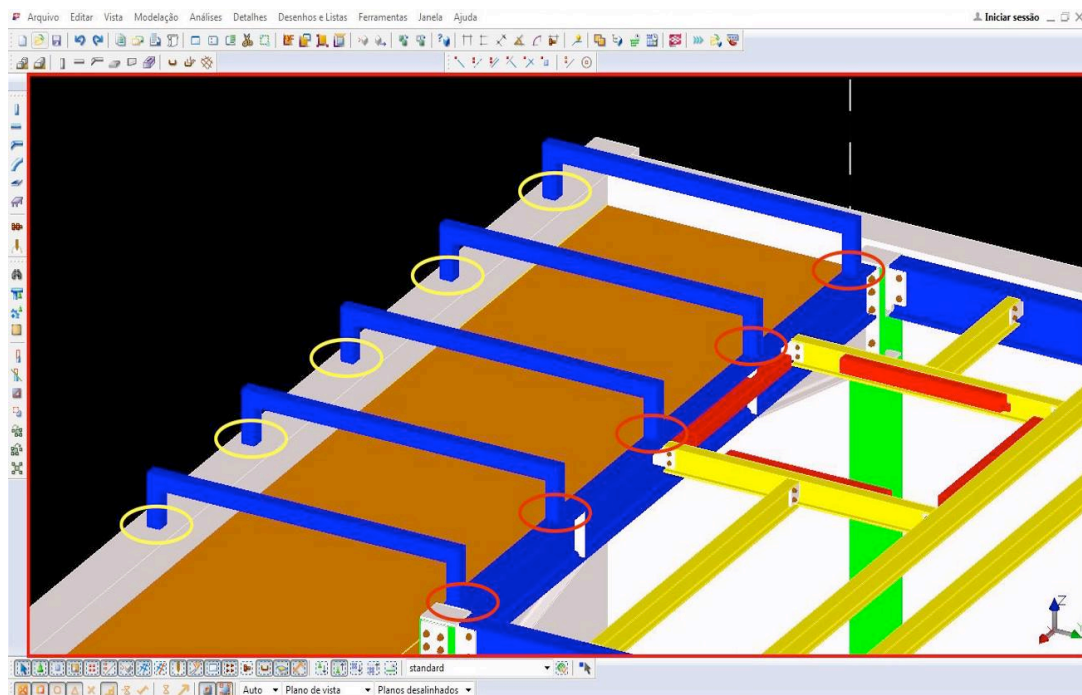 Arquivo Editar Vista Modelação Análises Detalhes Desenhos e Listas Ferramentas Janela Ajuda Iniciar sessão
Z
standard
Auto Plano de vista Planos desalinhados